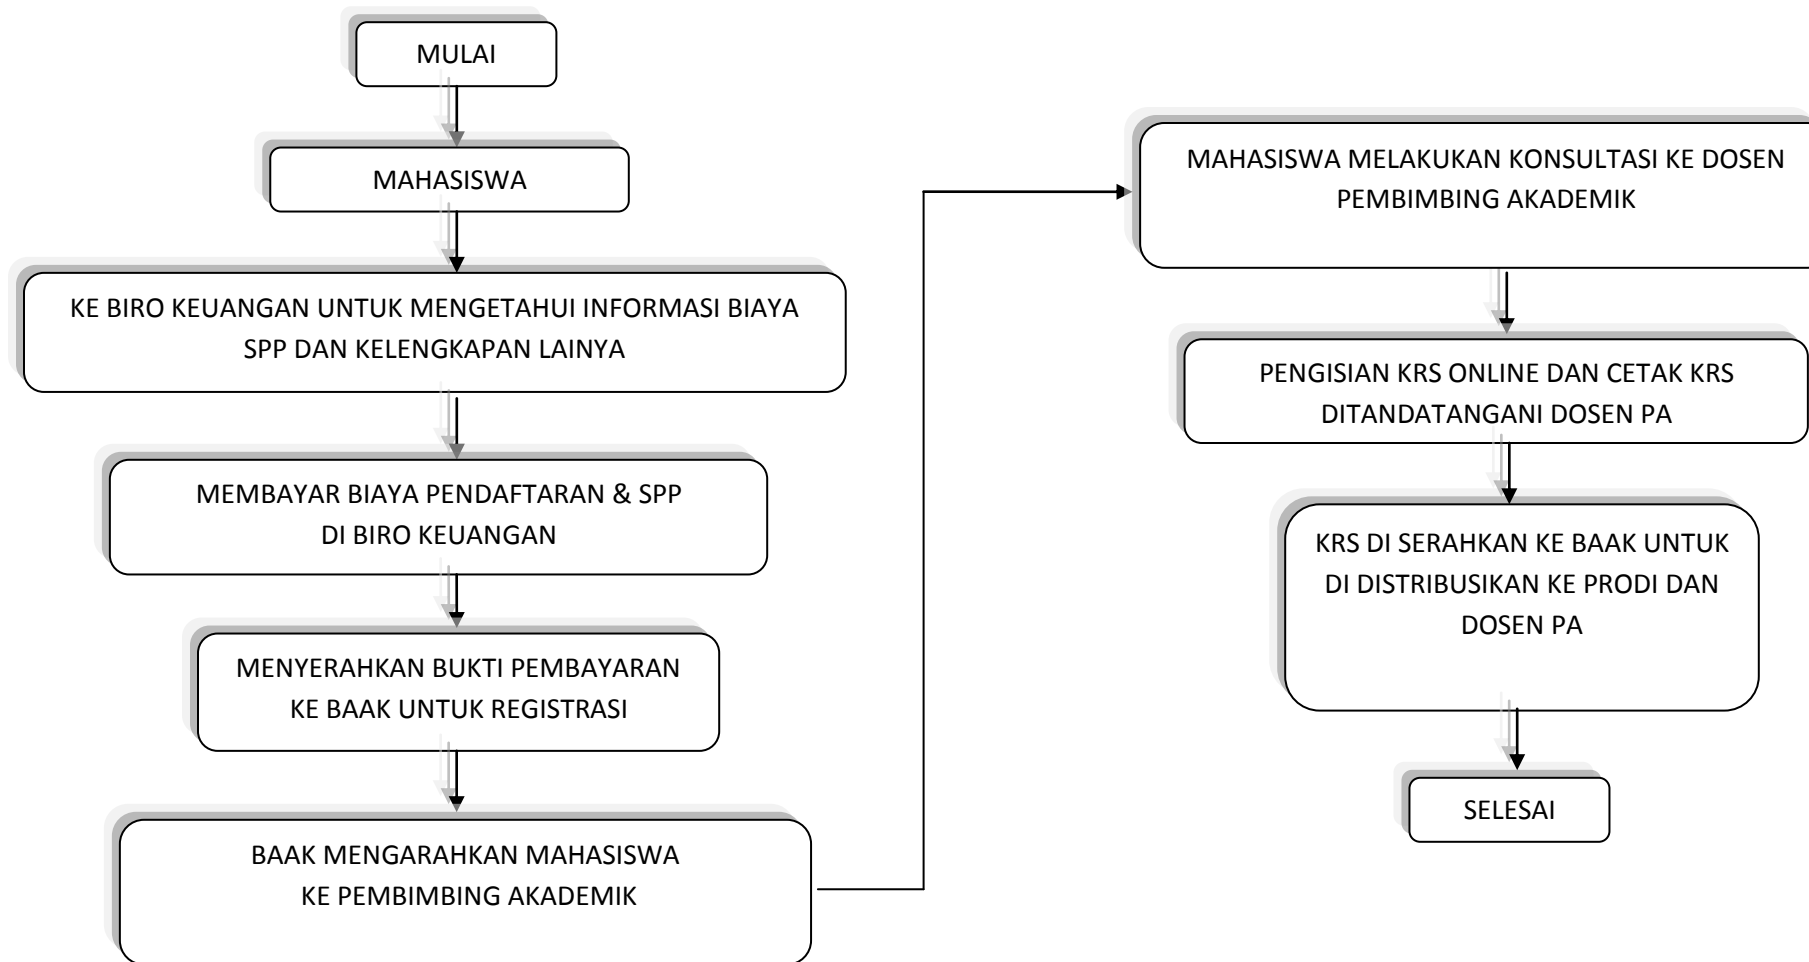 MULAI
MAHASISWA
KE BIRO KEUANGAN UNTUK MENGETAHUI INFORMASI BIAYA
SPP DAN KELENGKAPAN LAINYA
MEMBAYAR BIAYA PENDAFTARAN & SPP
DI BIRO KEUANGAN
MENYERAHKAN BUKTI PEMBAYARAN
KE BAAK UNTUK REGISTRASI
BAAK MENGARAHKAN MAHASISWA
KE PEMBIMBING AKADEMIK
MAHASISWA MELAKUKAN KONSULTASI KE DOSEN
PEMBIMBING AKADEMIK
PENGISIAN KRS ONLINE DAN CETAK KRS
DITANDATANGANI DOSEN PA
KRS DI SERAHKAN KE BAAK UNTUK
DI DISTRIBUSIKAN KE PRODI DAN
DOSEN PA
SELESAI